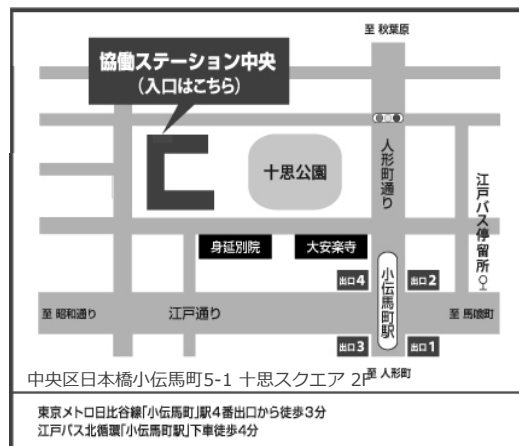 至 秋葉原
協働ステーション中央
(入口はこちら)
人形町通り
十思公園
江戸バス停留所
身延別院
大安楽寺
出口4
小伝馬町駅
出口2
至 昭和通り
江戸通り
至 馬喰町
出口3
出口1
至 人形町
中央区日本橋小伝馬町5-1 十思スクエア 2F
東京メトロ日比谷線「小伝馬町」駅4番出口から徒歩3分
江戸バス北循環「小伝馬町駅」下車徒歩4分